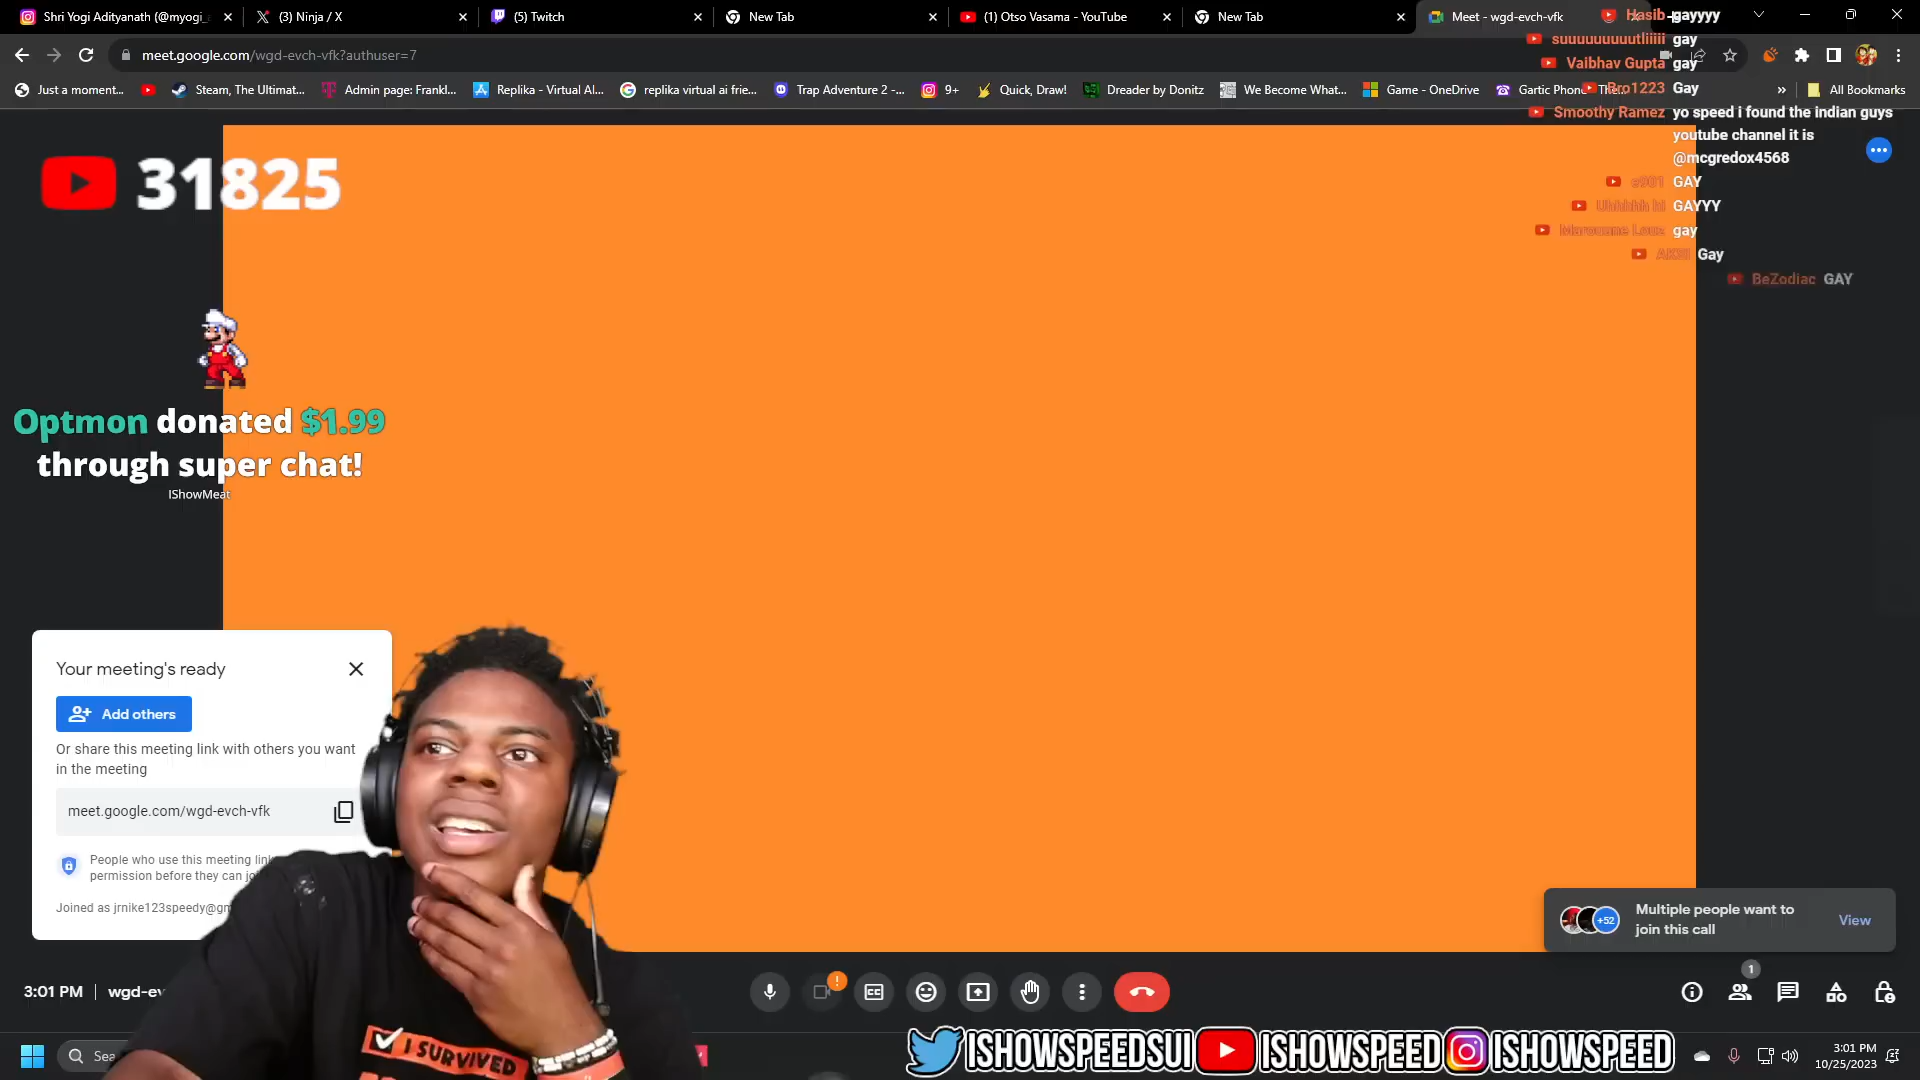 Shri Yogi Adityanath (@myogi_a
(3) Ninja / X
(5) Twitch
New Tab
(1) Otso Vasama - YouTube
New Tab
Meet - wgd-evch-vfk
meet.google.com/wgd-evch-vfk?authuser=7
Just a moment...
Steam, The Ultimat...
Admin page: Frankl...
Replika - Virtual AI...
replika virtual ai frie...
Trap Adventure 2 -...
9+
Quick, Draw!
Dreader by Donitz
We Become What...
Game - OneDrive
Gartic Phone
»
All Bookmarks
Hasib gayyyy
suuuuuuuuutliiiii gay
Vaibhav Gupta gay
Bro1223 Gay
Smoothy Ramez yo speed i found the indian guys
youtube channel it is
@mcgredox4568
GAY
GAYYY
gay
Gay
BeZodiac GAY
31825
Optmon donated $1.99
through super chat!
IShowMeat
Your meeting's ready
Add others
Or share this meeting link with others you want
in the meeting
meet.google.com/wgd-evch-vfk
People who use this meeting link
permission before they can
Joined as jrnike123speedy@gm
I SURVIVED
Multiple people want to
join this call
+52
View
3:01 PM | wgd-ev
1
Sea
ISHOWSPEEDSUI
ISHOWSPEED
ISHOWSPEED
3:01 PM
10/25/2023